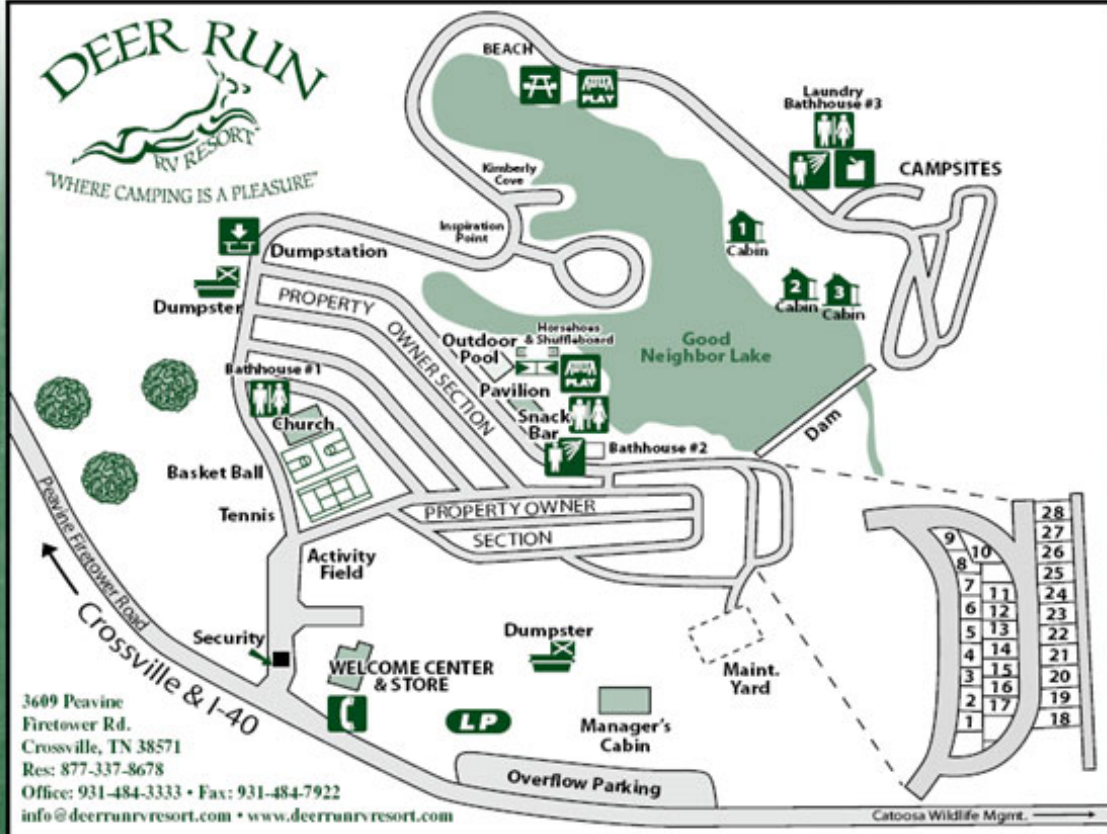 DEER RUN
RV RESORT
"WHERE CAMPING IS A PLEASURE"
BEACH
PLAY
Laundry
Bathhouse #3
CAMPSITES
Kimberly
Cove
Inspiration
Point
1
Cabin
2
Cabin
3
Cabin
Dumpstation
Dumpster
PROPERTY
OWNER SECTION
Outdoor
Pool
Horsehoes
& Shuffleboard
PLAY
Pavilion
Good
Neighbor Lake
Bathhouse #1
Church
Snack
Bar
Bathhouse #2
Dam
Basket Ball
Tennis
PROPERTY OWNER
SECTION
Activity
Field
Peavine Firetower Road
Crossville & I-40
Security
WELCOME CENTER
& STORE
Dumpster
Maint.
Yard
LP
Manager's
Cabin
Overflow Parking
9
10
8
7
6
5
4
3
2
1
11
12
13
14
15
16
17
28
27
26
25
24
23
22
21
20
19
18
3609 Peavine
Firetower Rd.
Crossville, TN 38571
Res: 877-337-8678
Office: 931-484-3333 • Fax: 931-484-7922
info@deerrunrvresort.com • www.deerrunrvresort.com
Catoosa Wildlife Mgmt.